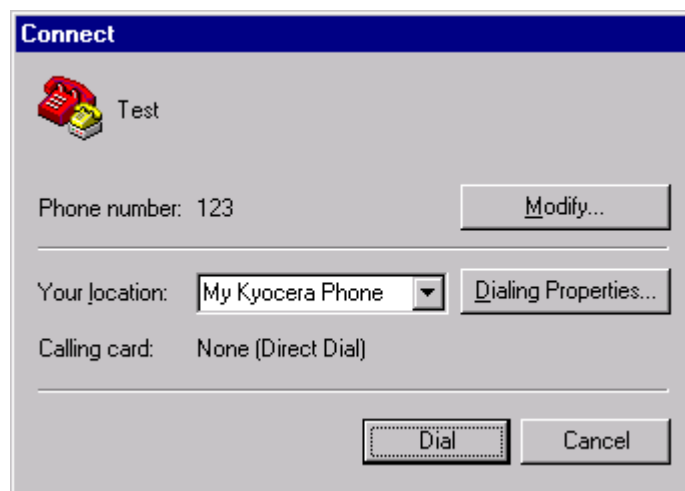 Connect
Test
Phone number: 123 Modify...
Your location: My Kyocera Phone Dialing Properties...
Calling card: None (Direct Dial)
Dial Cancel